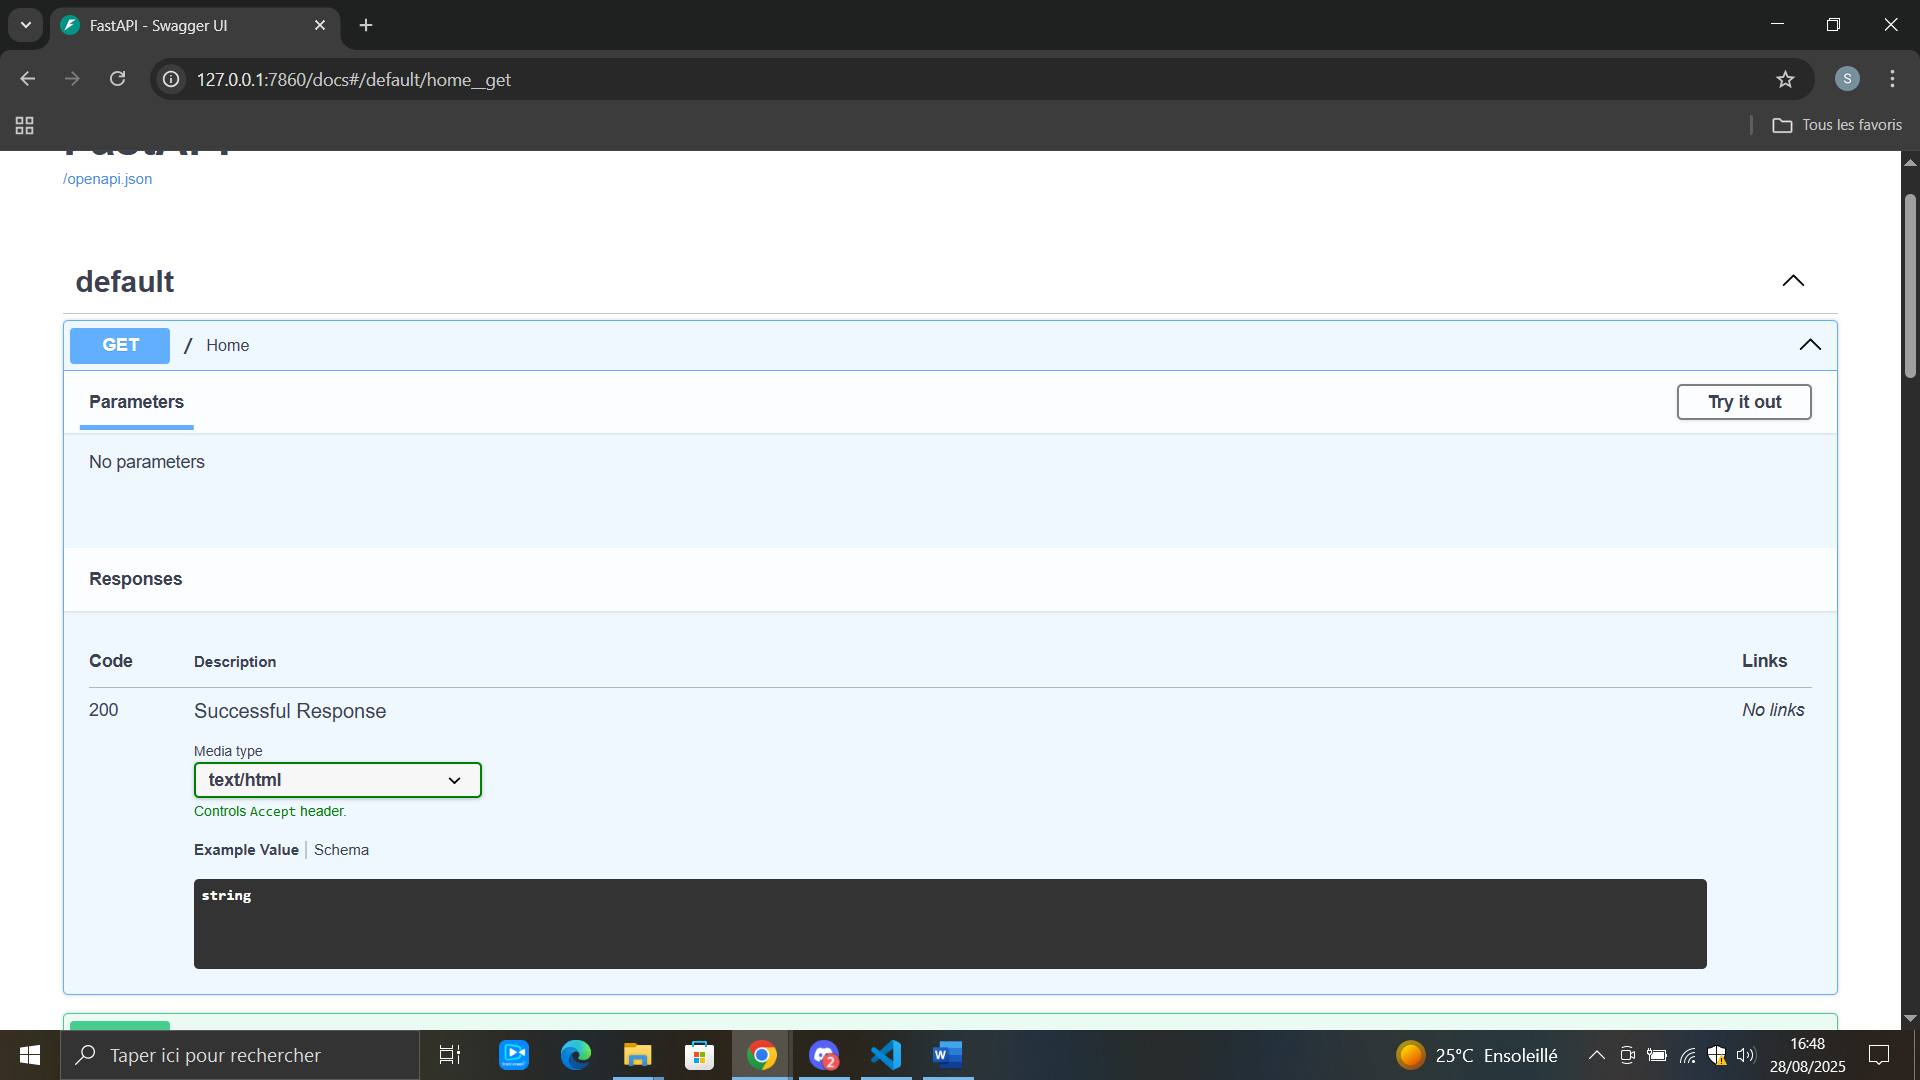 FastAPI - Swagger UI
127.0.0.1:7860/docs#/default/home__get
S
Tous les favoris
FastAPI
/openapi.json
default
GET / Home
Parameters
Try it out
No parameters
Responses
Code Description Links
200 Successful Response No links
Media type
text/html
Controls Accept header.
Example Value | Schema
string
Taper ici pour rechercher
2
W
25°C Ensoleillé
16:48
28/08/2025